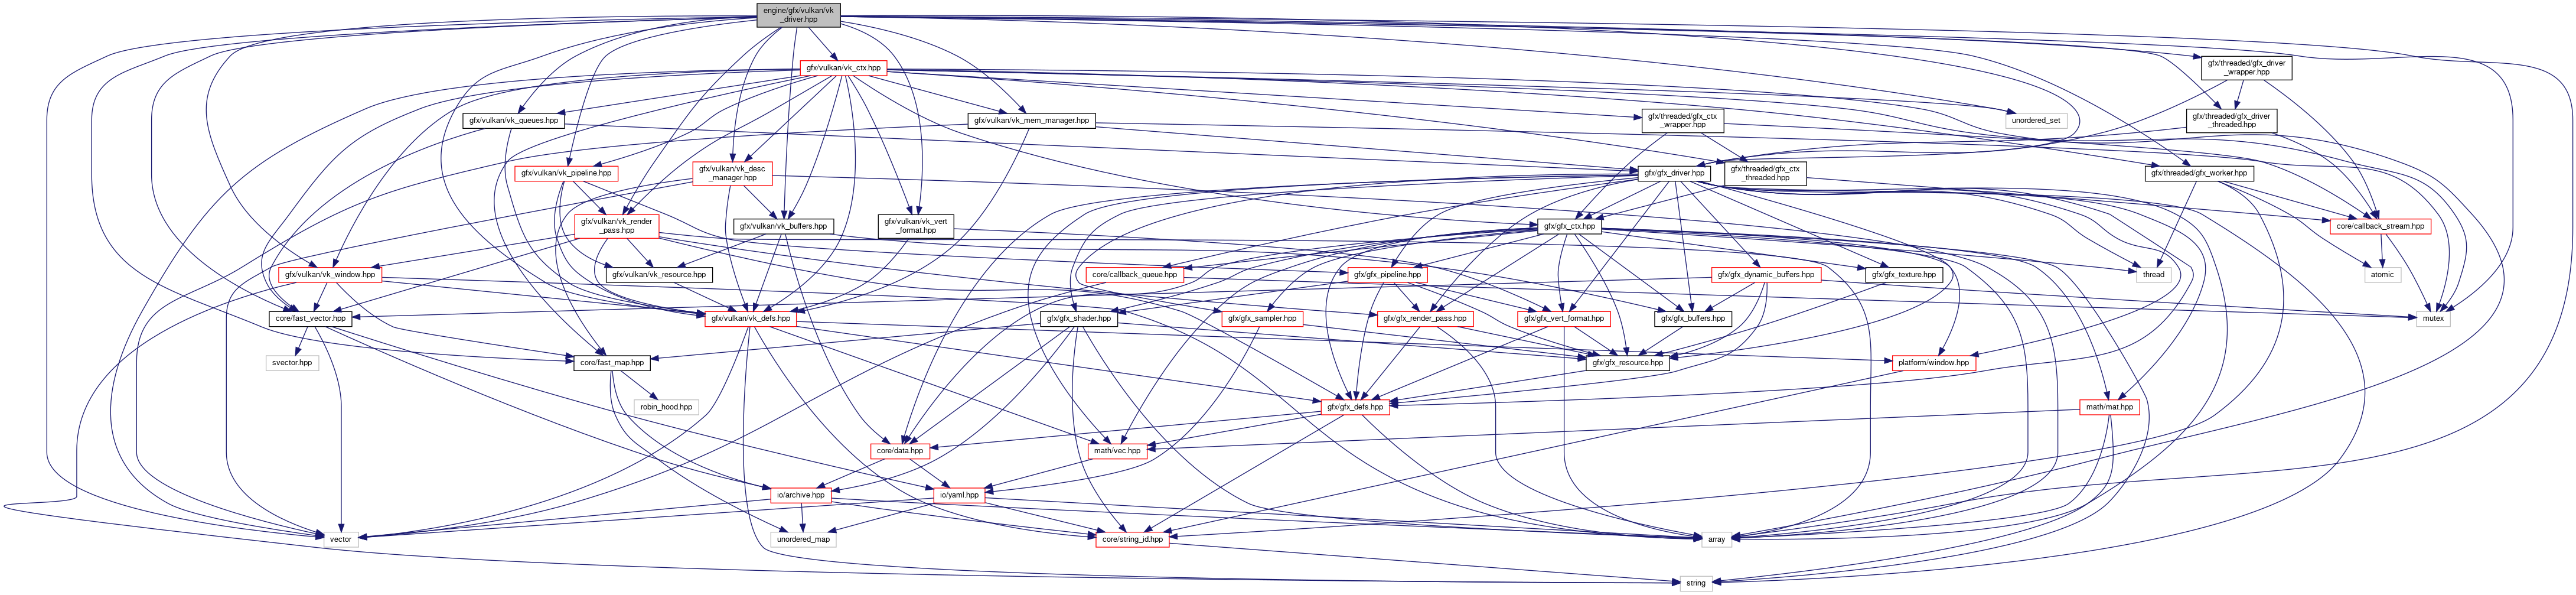 engine/gfx/vulkan/vk
_driver.hpp
gfx/vulkan/vk_ctx.hpp
gfx/threaded/gfx_driver
_wrapper.hpp
gfx/vulkan/vk_queues.hpp
gfx/vulkan/vk_mem_manager.hpp
gfx/threaded/gfx_ctx
_wrapper.hpp
unordered_set
gfx/threaded/gfx_driver
_threaded.hpp
gfx/vulkan/vk_pipeline.hpp
gfx/vulkan/vk_desc
_manager.hpp
gfx/gfx_driver.hpp
gfx/threaded/gfx_ctx
_threaded.hpp
gfx/threaded/gfx_worker.hpp
gfx/vulkan/vk_render
_pass.hpp
gfx/vulkan/vk_buffers.hpp
gfx/vulkan/vk_vert
_format.hpp
gfx/gfx_ctx.hpp
core/callback_stream.hpp
gfx/vulkan/vk_window.hpp
gfx/vulkan/vk_resource.hpp
core/callback_queue.hpp
gfx/gfx_pipeline.hpp
gfx/gfx_dynamic_buffers.hpp
gfx/gfx_texture.hpp
thread
atomic
core/fast_vector.hpp
gfx/vulkan/vk_defs.hpp
gfx/gfx_shader.hpp
gfx/gfx_sampler.hpp
gfx/gfx_render_pass.hpp
gfx/gfx_vert_format.hpp
gfx/gfx_buffers.hpp
mutex
svector.hpp
core/fast_map.hpp
gfx/gfx_resource.hpp
platform/window.hpp
robin_hood.hpp
gfx/gfx_defs.hpp
math/mat.hpp
core/data.hpp
math/vec.hpp
io/archive.hpp
io/yaml.hpp
vector
unordered_map
core/string_id.hpp
array
string